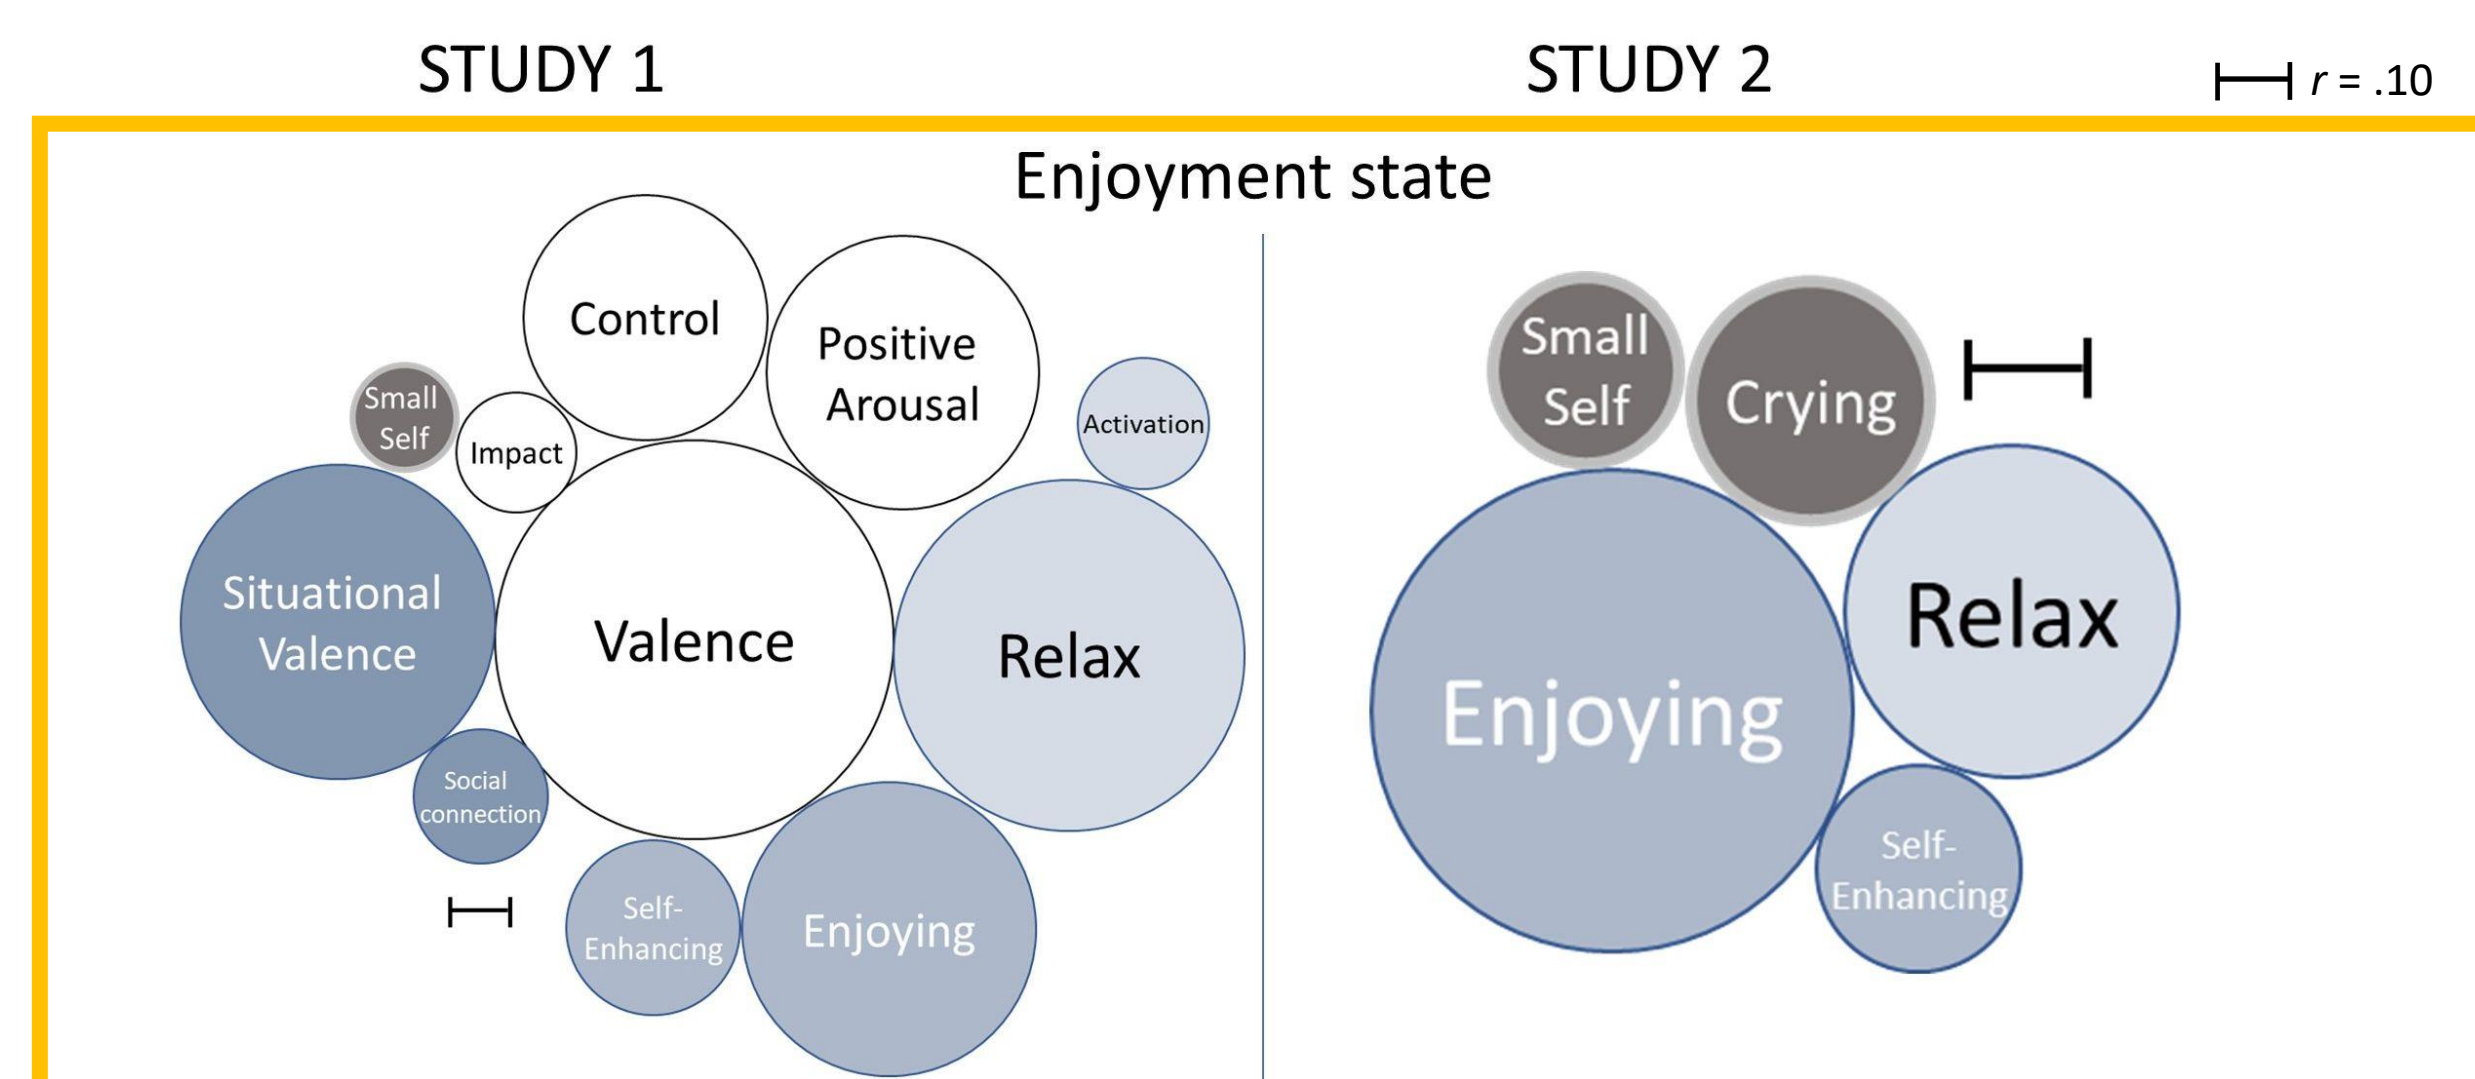 STUDY 1
STUDY 2
r = .10
Enjoyment state
Control
Positive
Arousal
Activation
Small
Self
Impact
Situational
Valence
Valence
Relax
Social
connection
Self-
Enhancing
Enjoying
Small
Self
Crying
Relax
Enjoying
Self-
Enhancing